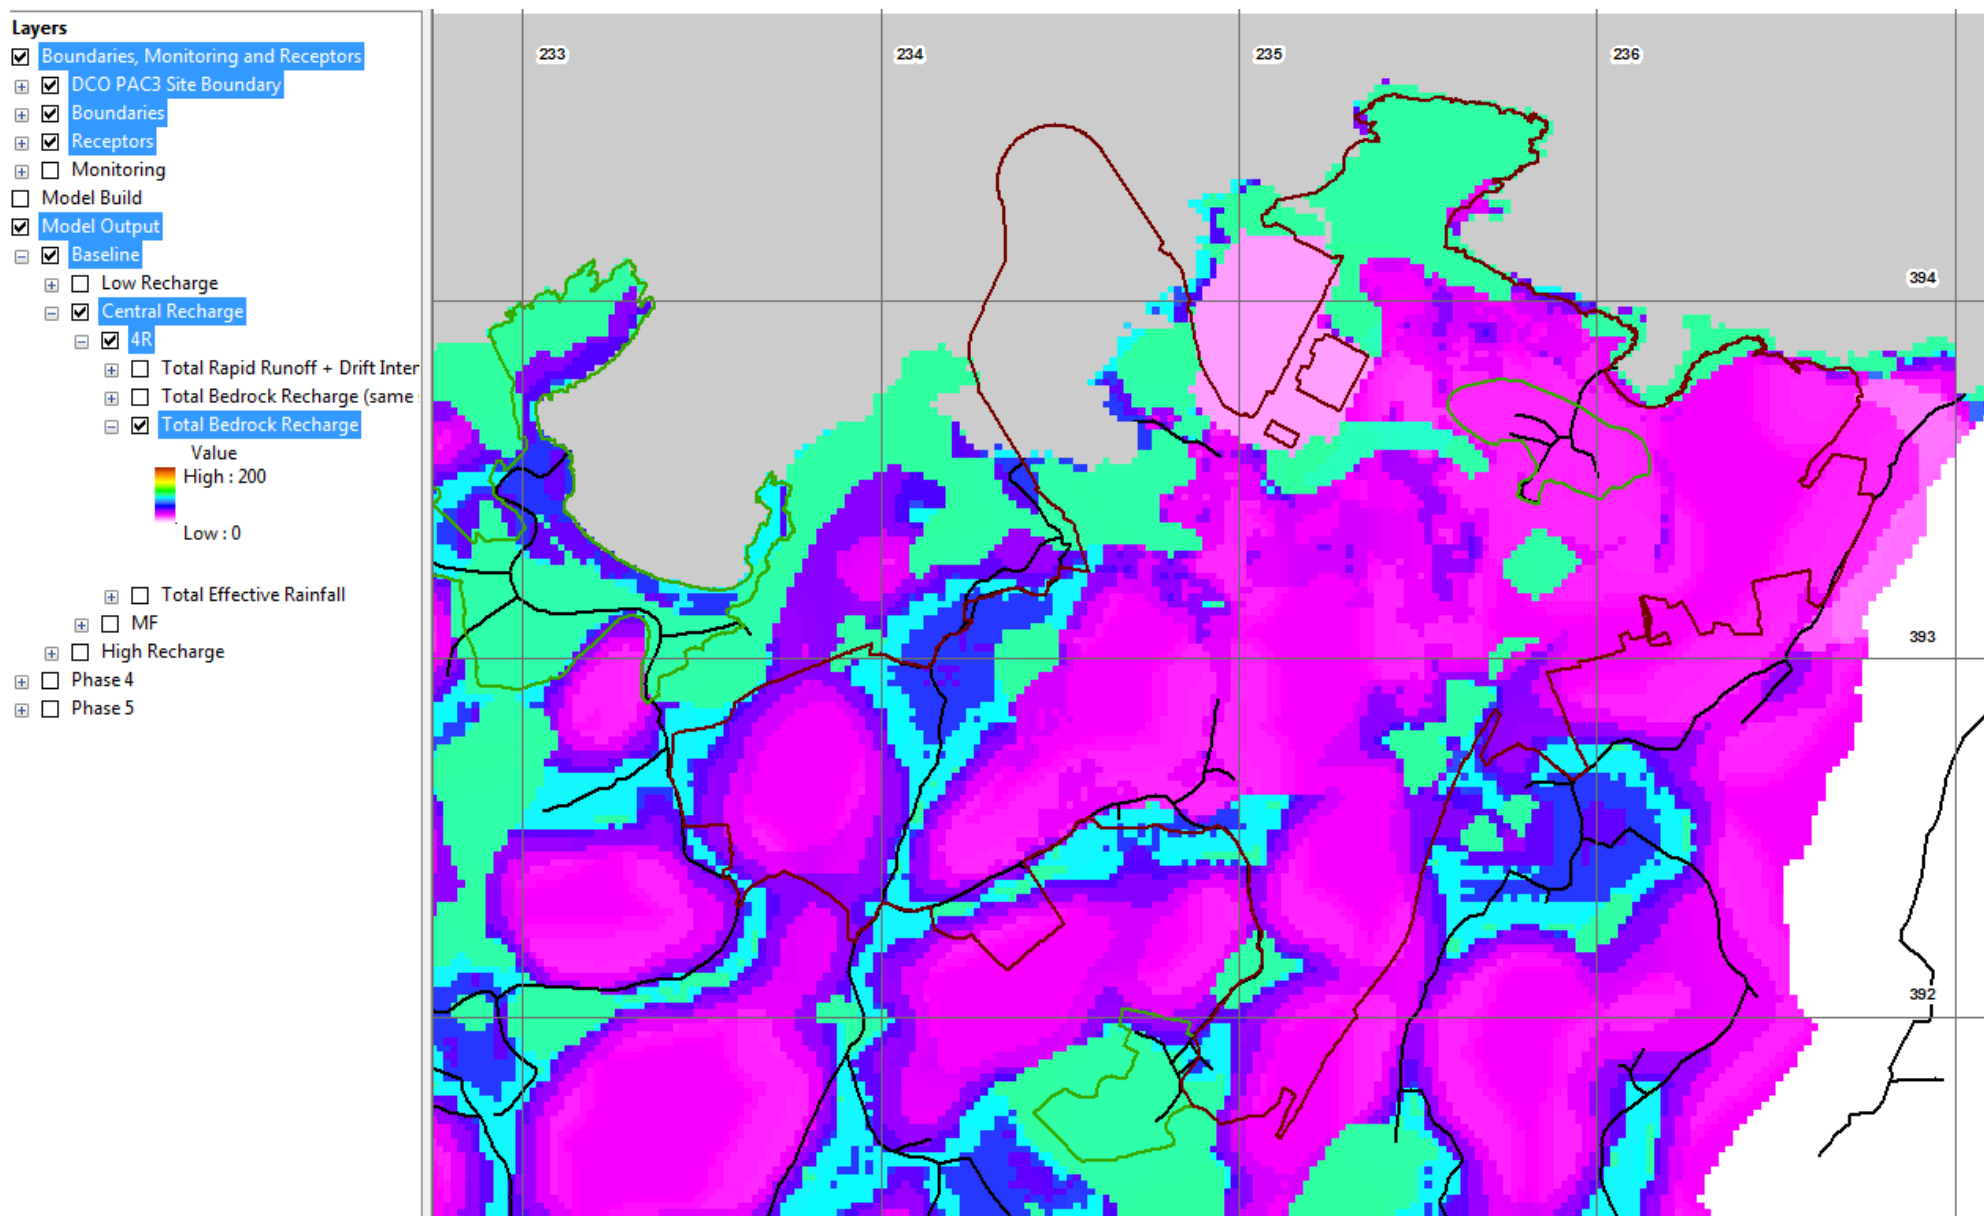 Layers
Boundaries, Monitoring and Receptors
DCO PAC3 Site Boundary
Boundaries
Receptors
Monitoring
Model Build
Model Output
Baseline
Low Recharge
Central Recharge
4R
Total Rapid Runoff + Drift Inter
Total Bedrock Recharge (same
Total Bedrock Recharge
Value
High : 200
Low : 0
Total Effective Rainfall
MF
High Recharge
Phase 4
Phase 5
233
234
235
236
394
393
392